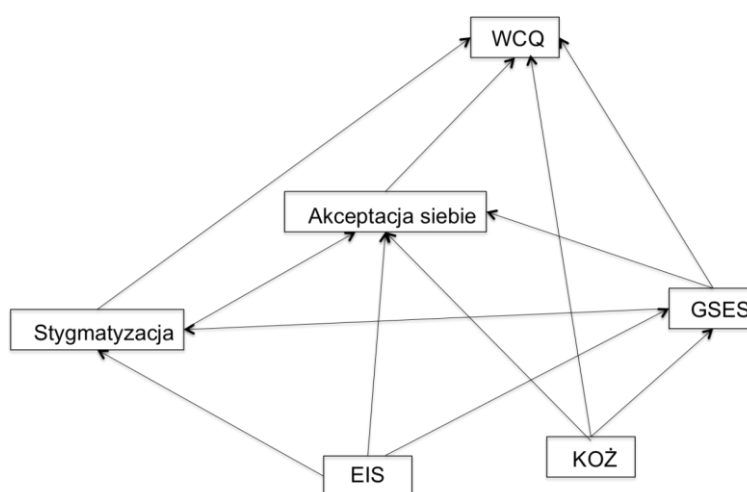 WCQ
Akceptacja siebie
Stygmatyzacja
GSES
EIS
KOŻ